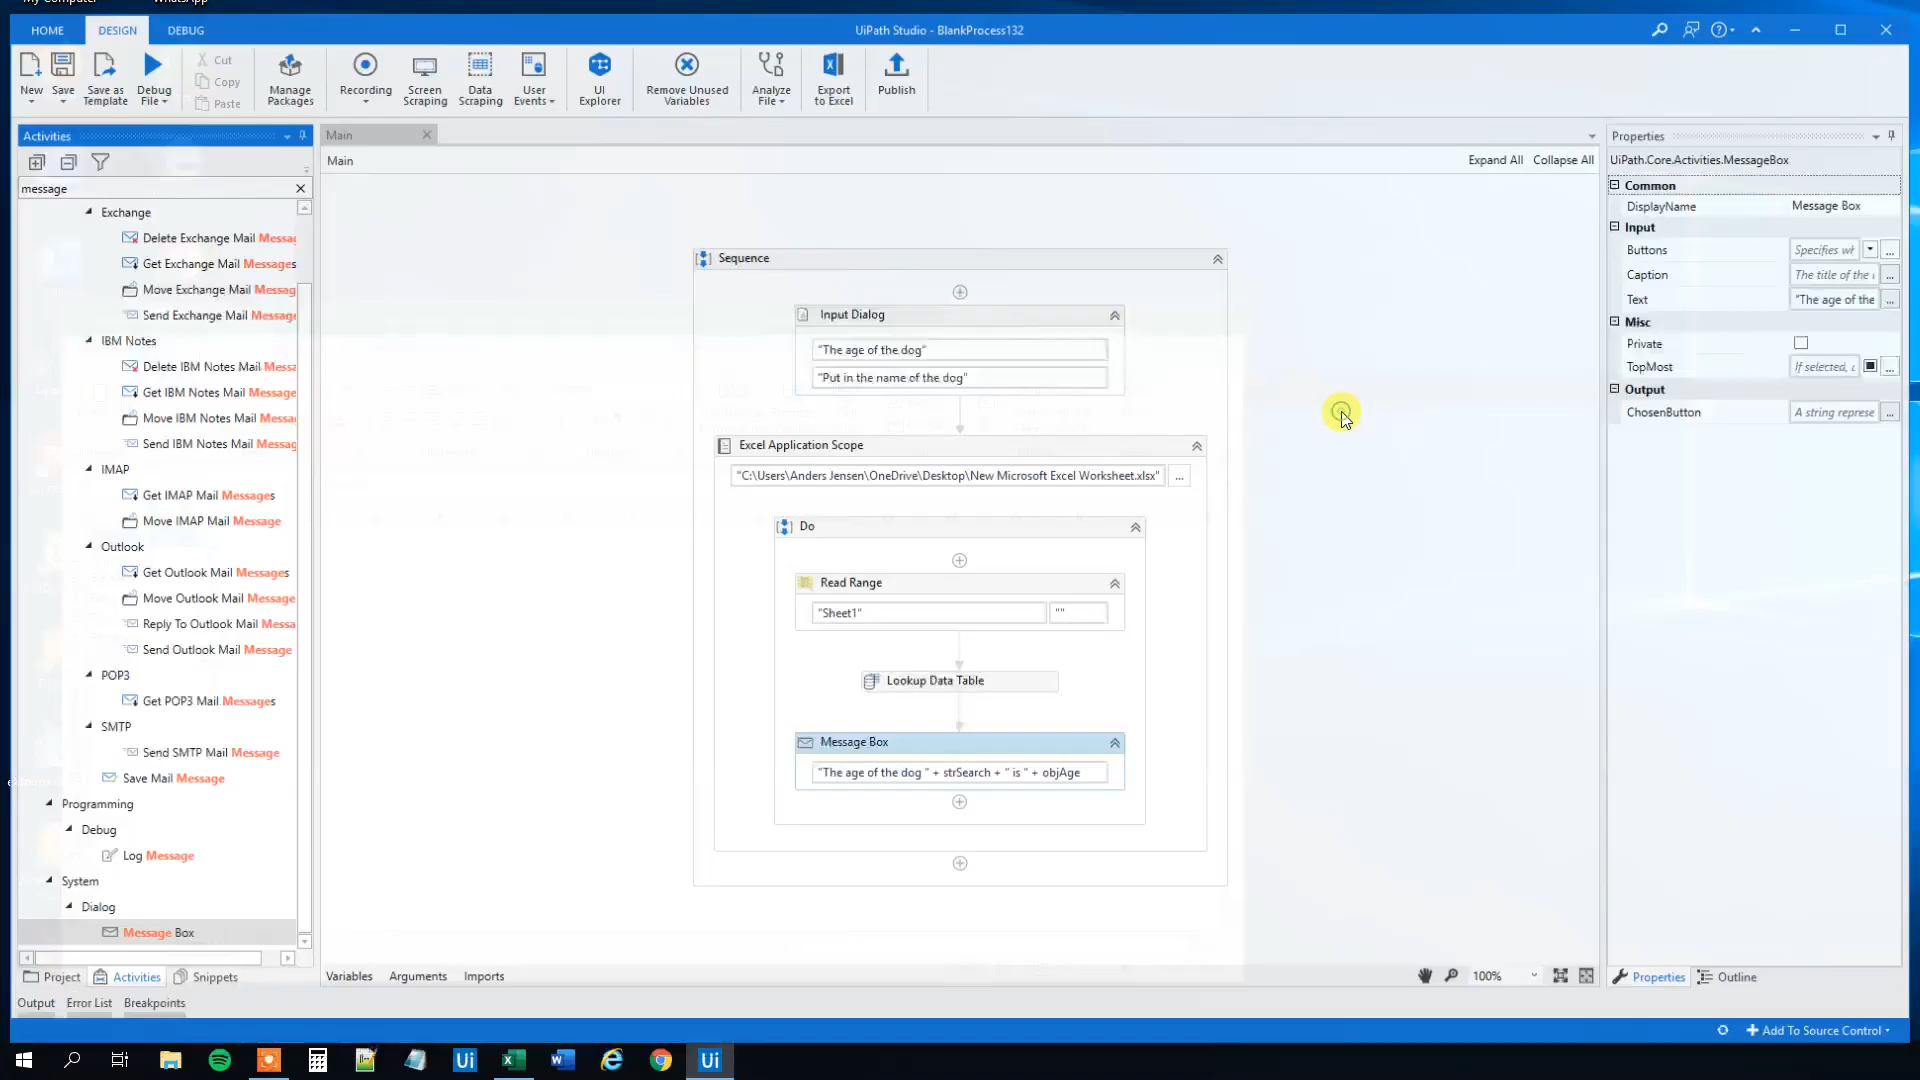 My Computer
WhatsApp
HOME
DESIGN
DEBUG
UiPath Studio - BlankProcess132
New
Save
Save as Template
Debug File
Cut
Copy
Paste
Manage Packages
Recording
Screen Scraping
Data Scraping
User Events
UI Explorer
Remove Unused Variables
Analyze File
Export to Excel
Publish
Activities
message
Exchange
Delete Exchange Mail Messag
Get Exchange Mail Messages
Move Exchange Mail Messag
Send Exchange Mail Message
IBM Notes
Delete IBM Notes Mail Messa
Get IBM Notes Mail Messages
Move IBM Notes Mail Messag
Send IBM Notes Mail Messag
IMAP
Get IMAP Mail Messages
Move IMAP Mail Message
Outlook
Get Outlook Mail Messages
Move Outlook Mail Message
Reply To Outlook Mail Messa
Send Outlook Mail Message
POP3
Get POP3 Mail Messages
SMTP
Send SMTP Mail Message
Save Mail Message
Programming
Debug
Log Message
System
Dialog
Message Box
Project
Activities
Snippets
Output
Error List
Breakpoints
Main
Main
Expand All
Collapse All
Sequence
Input Dialog
"The age of the dog"
"Put in the name of the dog"
Excel Application Scope
"C:\Users\Anders Jensen\OneDrive\Desktop\New Microsoft Excel Worksheet.xlsx"
...
Do
Read Range
"Sheet1"
""
Lookup Data Table
Message Box
"The age of the dog " + strSearch + " is " + objAge
Variables
Arguments
Imports
100%
Properties
UiPath.Core.Activities.MessageBox
Common
DisplayName
Message Box
Input
Buttons
Specifies wh
...
Caption
The title of the
...
Text
"The age of the
...
Misc
Private
TopMost
If selected,
...
Output
ChosenButton
A string represe
...
Properties
Outline
Add To Source Control
Ui
Ui